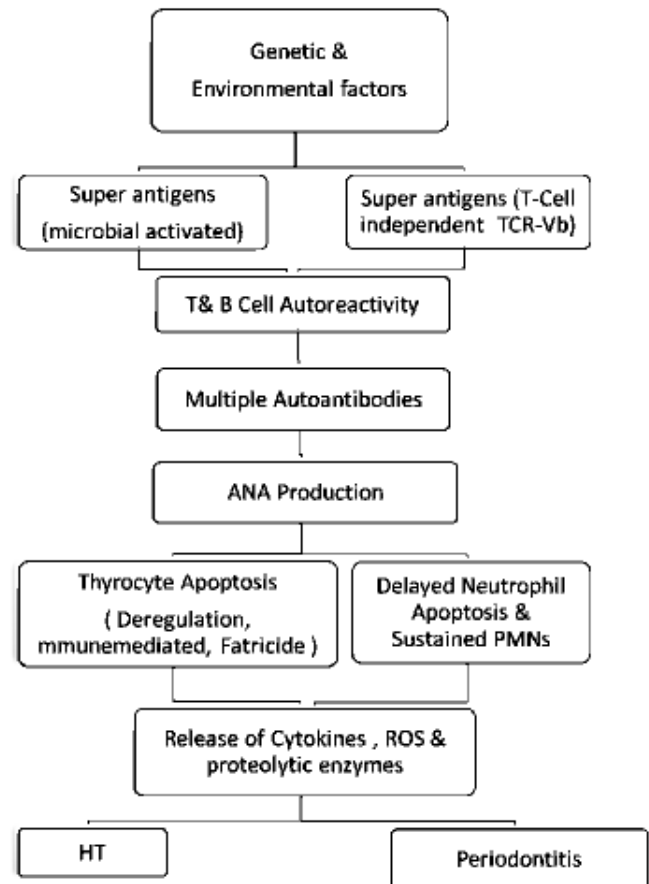 Genetic &
Environmental factors
Super antigens
(microbial activated)
Super antigens (T-Cell
independent TCR-Vb)
T& B Cell Autoreactivity
Multiple Autoantibodies
ANA Production
Thyrocyte Apoptosis
( Deregulation,
mmunemediated, Fatricide )
Delayed Neutrophil
Apoptosis &
Sustained PMNs
Release of Cytokines , ROS &
proteolytic enzymes
HT
Periodontitis